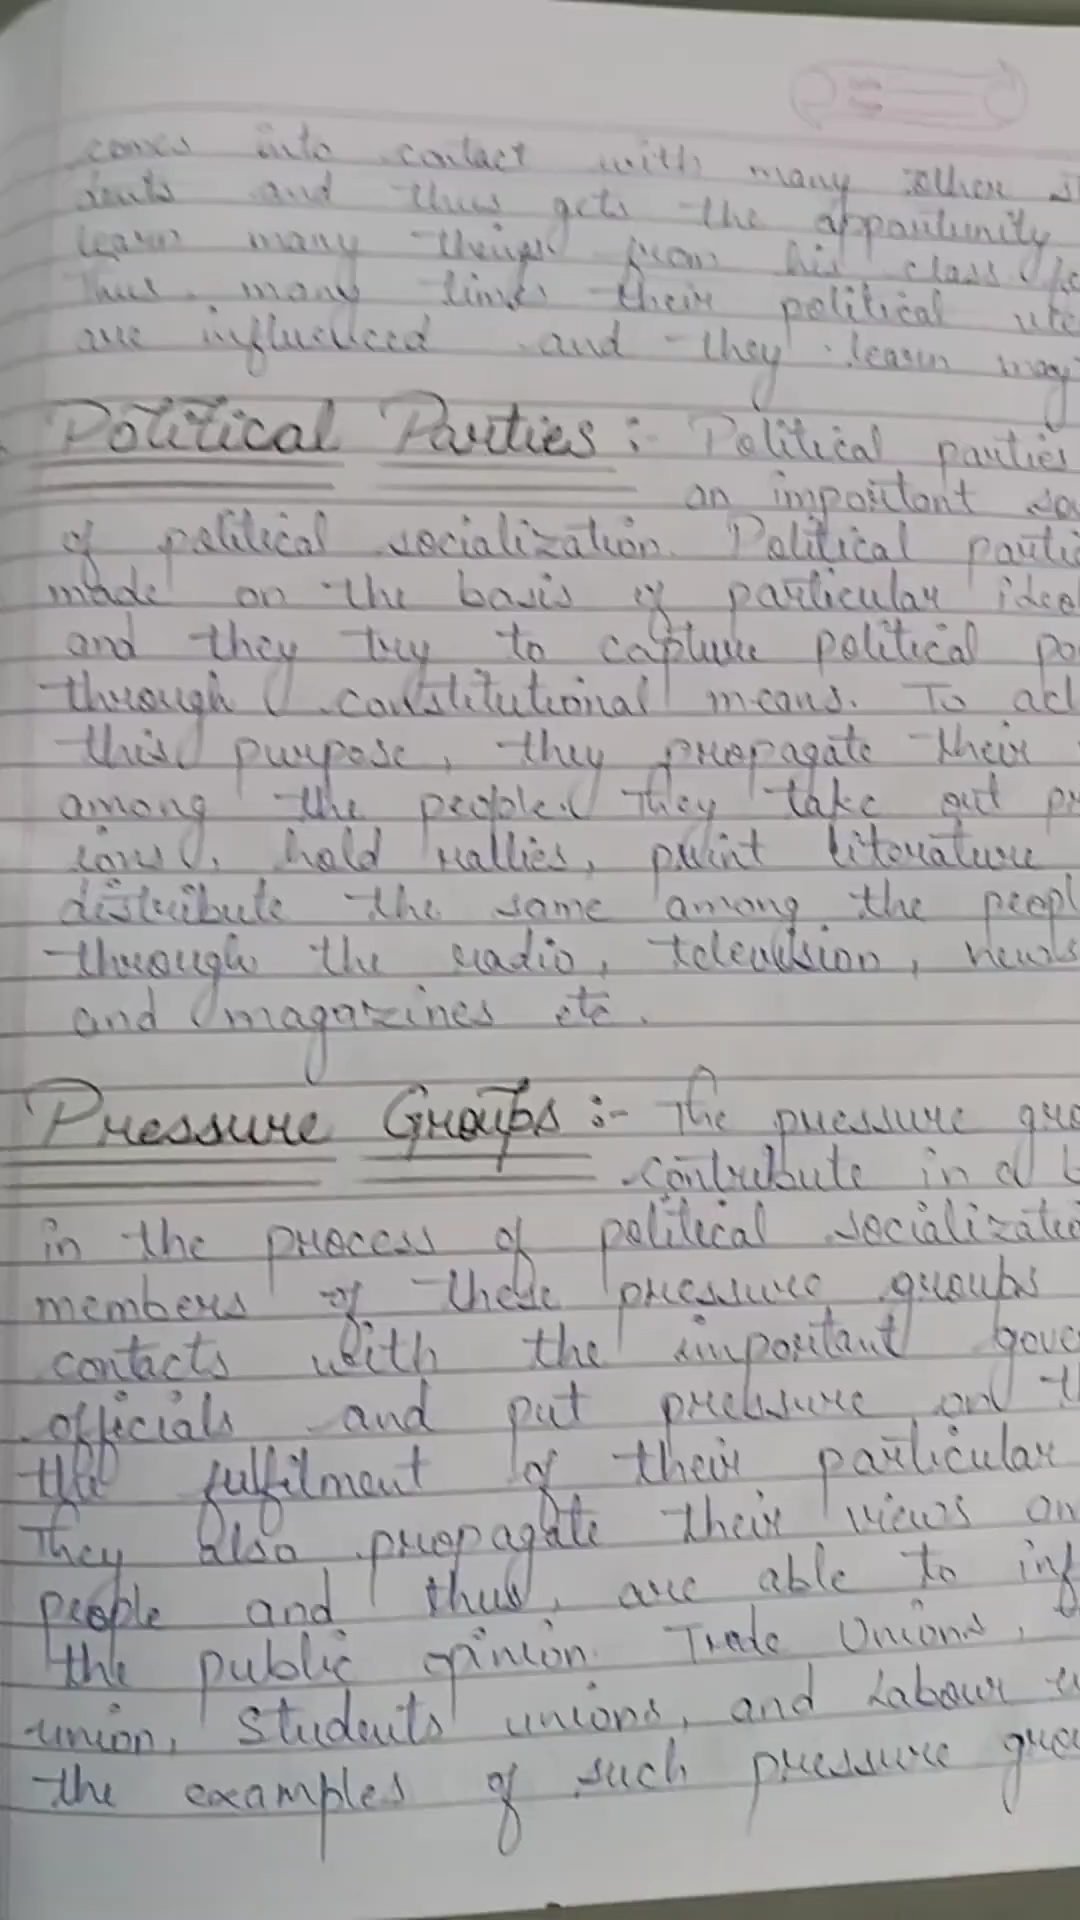 comes into contact with many other
and thus gets the opportunity
learn many things from his class
Thus many times their political
are influenced and they learn
Political Parties :- Political parties
an important
of political socialization. Political
made on the basis of particular
and they try to capture political
through constitutional means. To
this purpose, they propagate their
among the people. They take out
hold rallies, print literature
distribute the same among the
through the radio, television,
and magazines etc.
Pressure Groups :- The pressure
contribute in a
in the process of political
members of these pressure groups
contacts with the important
officials and put pressure on
the fulfilment of their particular
They also propagate their views
people and thus, are able to
the public opinion. Trade Unions,
union, Students unions, and Labour
the examples of such pressure